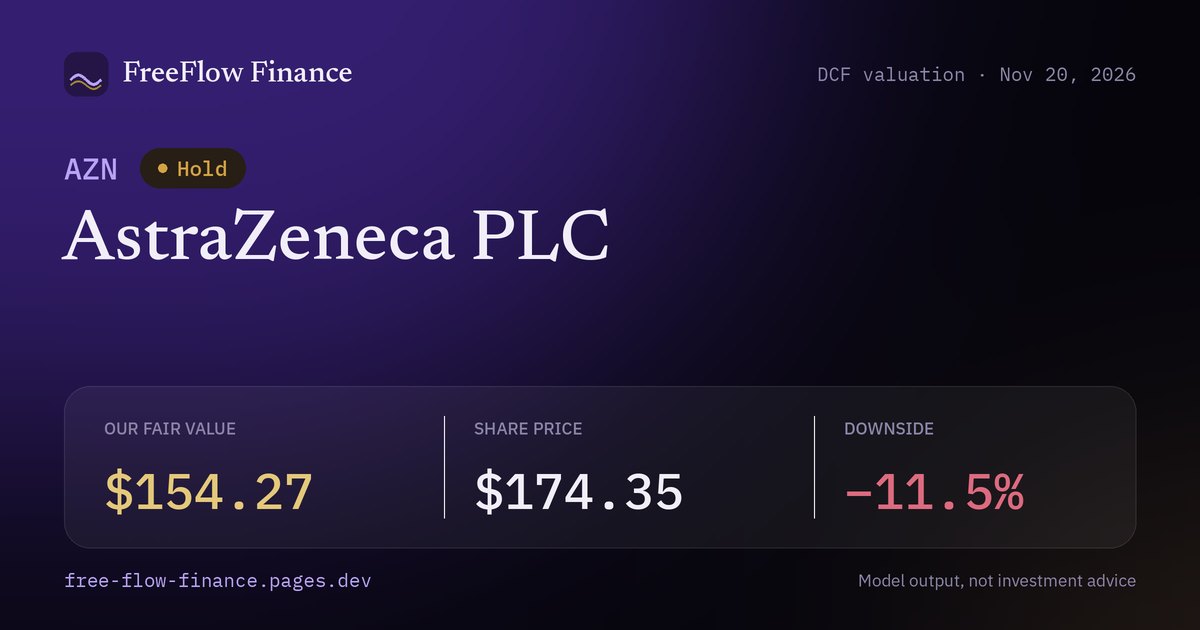 FreeFlow Finance
DCF valuation · Nov 20, 2026
AZN
Hold
AstraZeneca PLC
OUR FAIR VALUE
$154.27
SHARE PRICE
$174.35
DOWNSIDE
−11.5%
free-flow-finance.pages.dev
Model output, not investment advice